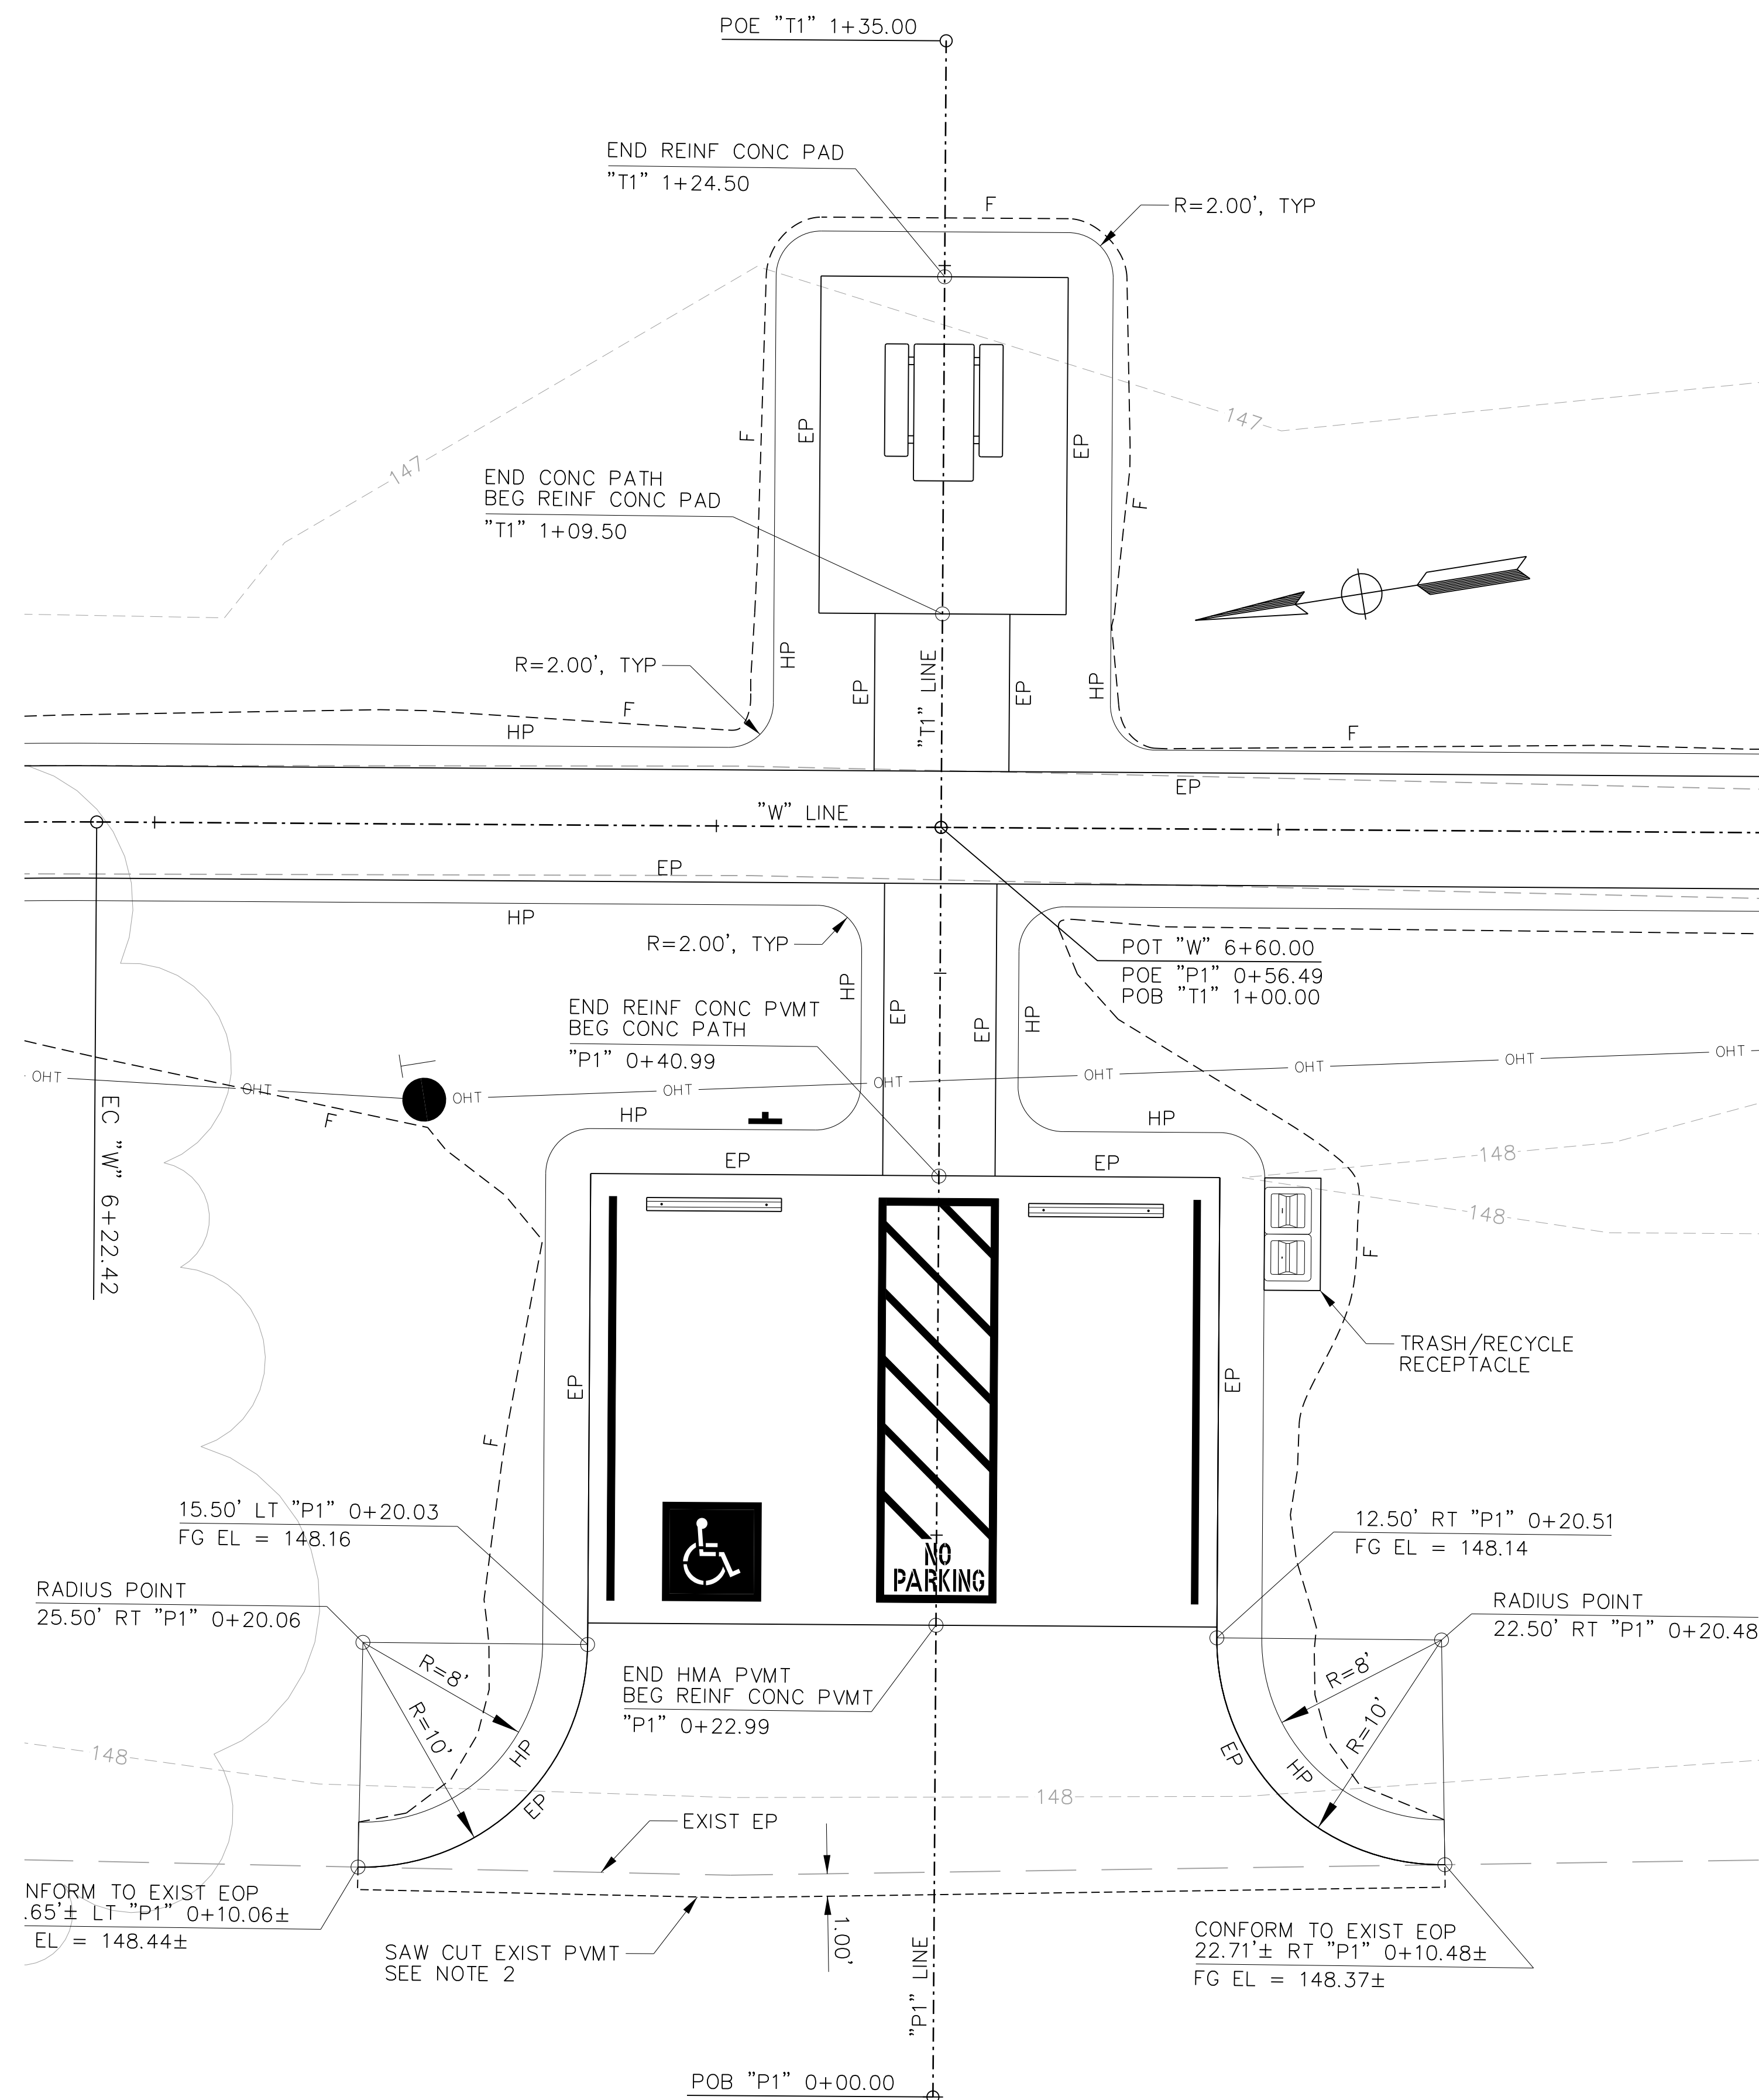 POE "T1" 1+35.00
END REINF CONC PAD
"T1" 1+24.50
F
R=2.00', TYP
147
147
EP
EP
F
F
END CONC PATH
BEG REINF CONC PAD
"T1" 1+09.50
R=2.00', TYP
HP
EP
"T1" LINE
EP
HP
F
HP
F
EP
"W" LINE
EP
HP
R=2.00', TYP
HP
EP
EP
HP
POT "W" 6+60.00
POE "P1" 0+56.49
POB "T1" 1+00.00
END REINF CONC PVMT
BEG CONC PATH
"P1" 0+40.99
OHT
OHT
OHT
OHT
OHT
OHT
OHT
OHT
OHT
EC "W" 6+22.42
F
HP
HP
EP
EP
148
148
F
TRASH/RECYCLE
RECEPTACLE
EP
EP
F
15.50' LT "P1" 0+20.03
FG EL = 148.16
12.50' RT "P1" 0+20.51
FG EL = 148.14
NO
PARKING
RADIUS POINT
25.50' RT "P1" 0+20.06
RADIUS POINT
22.50' RT "P1" 0+20.48
R=8'
R=10'
HP
EP
END HMA PVMT
BEG REINF CONC PVMT
"P1" 0+22.99
R=8'
R=10'
EP
HP
148
148
EXIST EP
NFORM TO EXIST EOP
.65'± LT "P1" 0+10.06±
EL = 148.44±
SAW CUT EXIST PVMT
SEE NOTE 2
1.00'
"P1" LINE
CONFORM TO EXIST EOP
22.71'± RT "P1" 0+10.48±
FG EL = 148.37±
POB "P1" 0+00.00